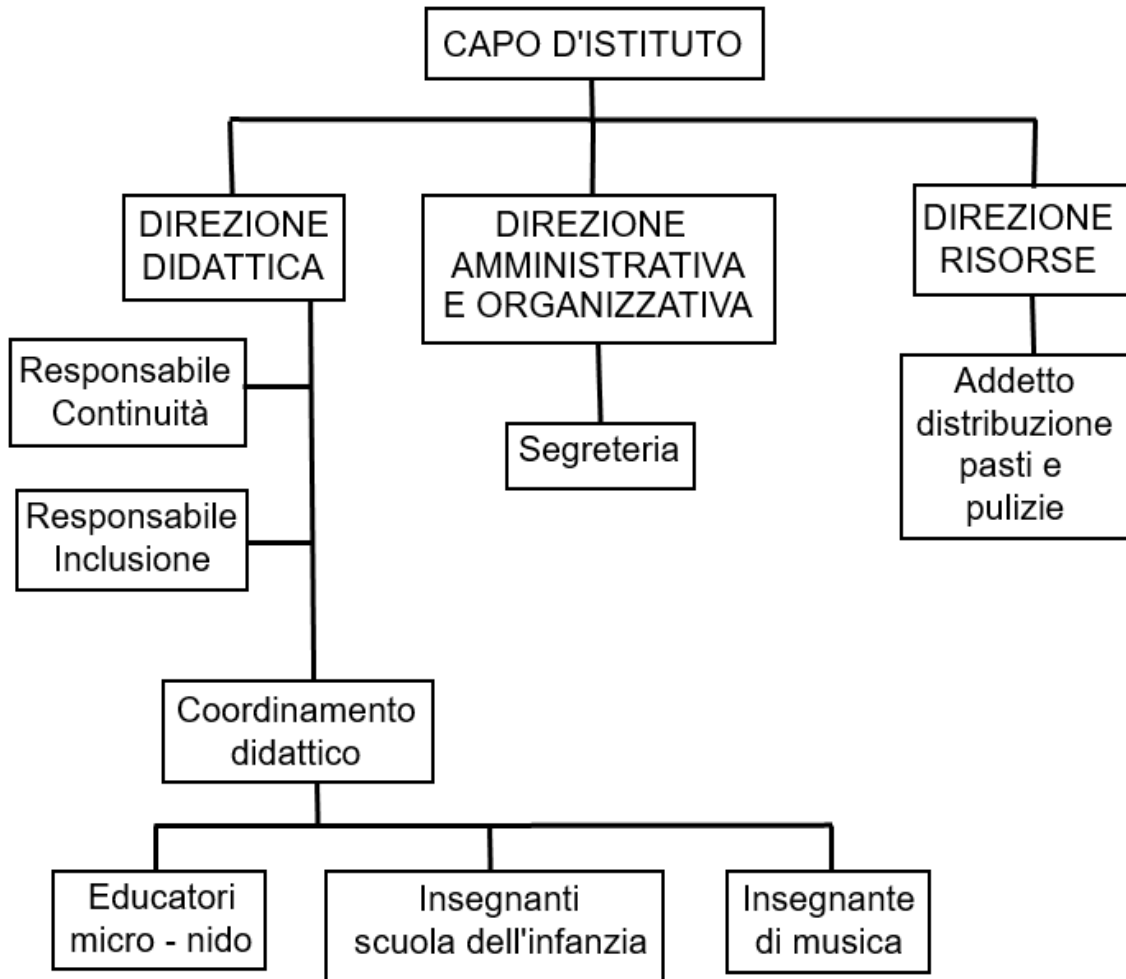 CAPO D'ISTITUTO
DIREZIONE
DIDATTICA
DIREZIONE
AMMINISTRATIVA
E ORGANIZZATIVA
DIREZIONE
RISORSE
Responsabile
Continuità
Segreteria
Addetto
distribuzione
pasti e
pulizie
Responsabile
Inclusione
Coordinamento
didattico
Educatori
micro - nido
Insegnanti
scuola dell'infanzia
Insegnante
di musica